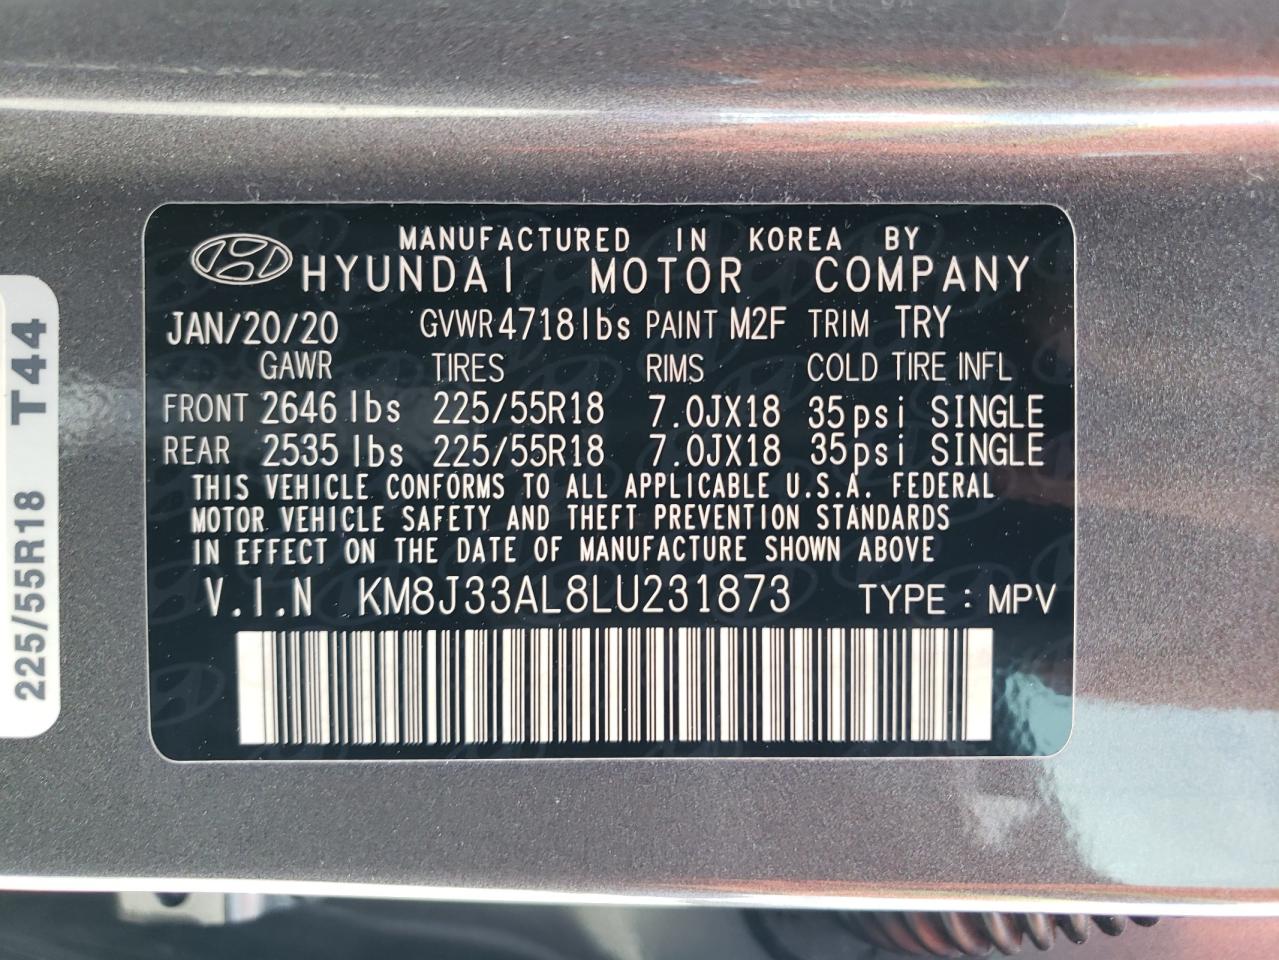 MANUFACTURED IN KOREA BY
HYUNDAI MOTOR COMPANY
JAN/20/20 GVWR 4718lbs PAINT M2F TRIM TRY
GAWR TIRES RIMS COLD TIRE INFL
FRONT 2646 lbs 225/55R18 7.0JX18 35psi SINGLE
REAR 2535 lbs 225/55R18 7.0JX18 35psi SINGLE
THIS VEHICLE CONFORMS TO ALL APPLICABLE U.S.A. FEDERAL
MOTOR VEHICLE SAFETY AND THEFT PREVENTION STANDARDS
IN EFFECT ON THE DATE OF MANUFACTURE SHOWN ABOVE
V.I.N KM8J33AL8LU231873 TYPE : MPV
225/55R18 T44